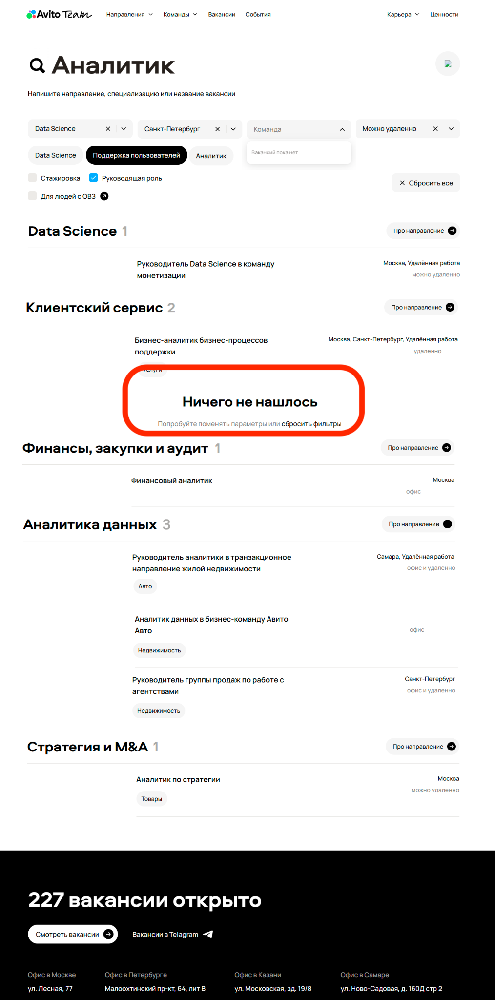 Avito Team
Направления
Команды
Вакансии
События
Карьера
Ценности
Аналитик
Напишите направление, специализацию или название вакансии
Data Science
Санкт-Петербург
Команда
Можно удаленно
Data Science
Поддержка пользователей
Аналитик
Вакансий пока нет
Стажировка
Руководящая роль
Для людей с ОВЗ
Сбросить все
Data Science 1
Про направление
Руководитель Data Science в команду
монетизации
Москва, Удалённая работа
можно удаленно
Клиентский сервис 2
Про направление
Бизнес-аналитик бизнес-процессов
поддержки
Москва, Санкт-Петербург, Удалённая работа
удаленно
Услуги
Ничего не нашлось
Попробуйте поменять параметры или сбросить фильтры
Финансы, закупки и аудит 1
Про направление
Финансовый аналитик
Москва
офис
Аналитика данных 3
Про направление
Руководитель аналитики в транзакционное
направление жилой недвижимости
Самара, Удалённая работа
офис и удаленно
Авто
Аналитик данных в бизнес-команду Авито
Авто
офис
Недвижимость
Руководитель группы продаж по работе с
агентствами
Санкт-Петербург
офис и удаленно
Недвижимость
Стратегия и M&A 1
Про направление
Аналитик по стратегии
Москва
можно удаленно
Товары
227 вакансии открыто
Смотреть вакансии
Вакансии в Telagram
Офис в Москве
ул. Лесная, 77
Офис в Петербурге
Малоохтинский пр-кт, 64, лит В
Офис в Казани
ул. Московская, зд. 19/8
Офис в Самаре
ул. Ново-Садовая, д. 160Д стр 2